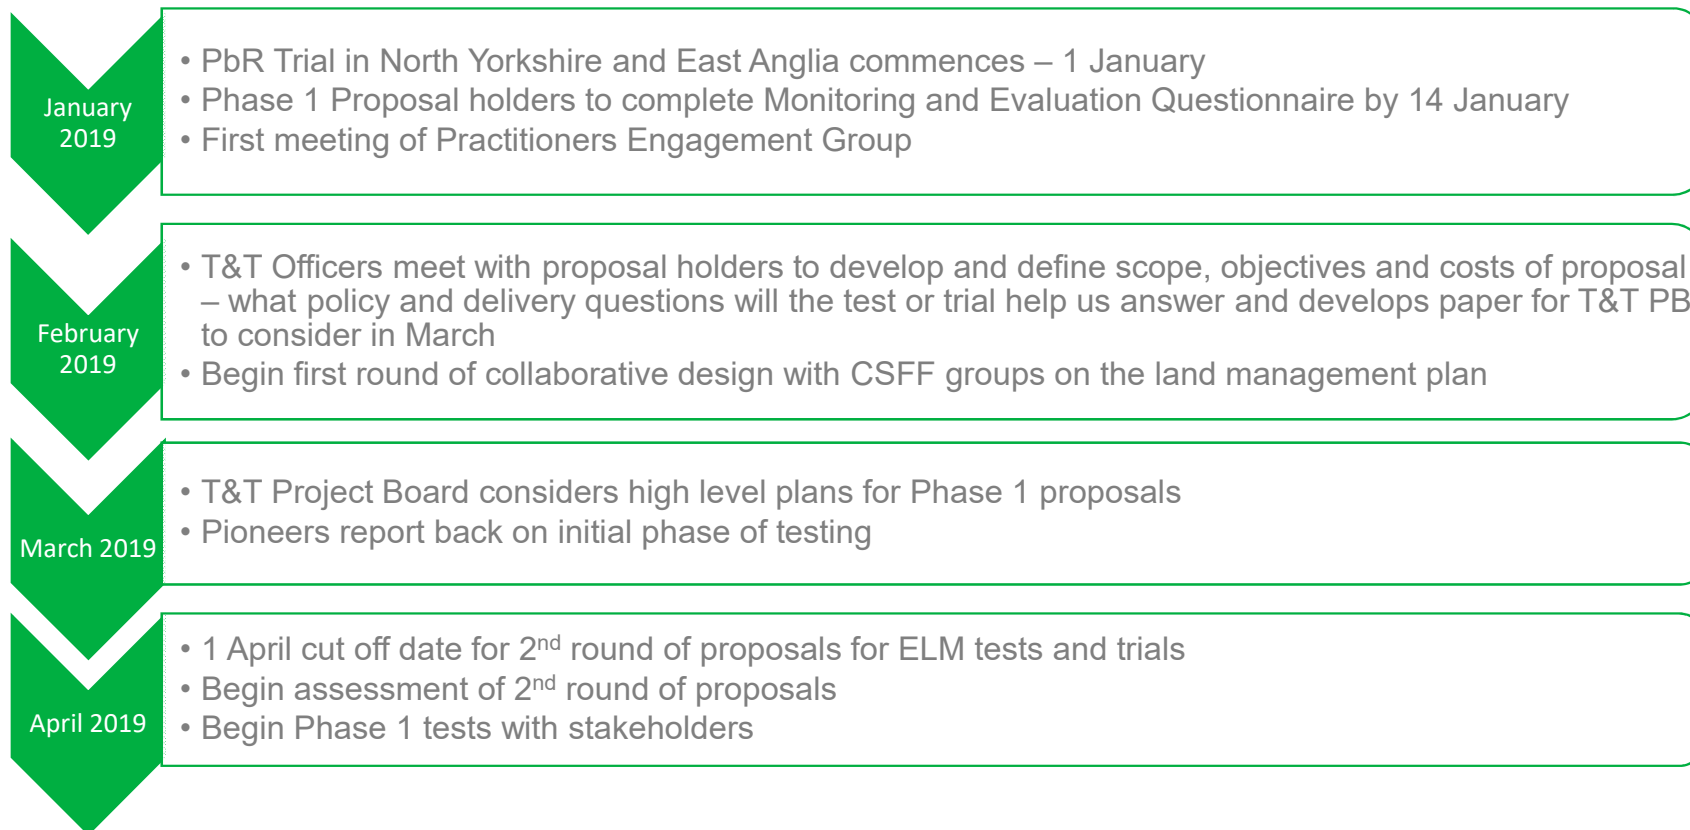 January
2019
• PbR Trial in North Yorkshire and East Anglia commences – 1 January
• Phase 1 Proposal holders to complete Monitoring and Evaluation Questionnaire by 14 January
• First meeting of Practitioners Engagement Group
February
2019
• T&T Officers meet with proposal holders to develop and define scope, objectives and costs of proposal
– what policy and delivery questions will the test or trial help us answer and develops paper for T&T PB
to consider in March
• Begin first round of collaborative design with CSFF groups on the land management plan
March 2019
• T&T Project Board considers high level plans for Phase 1 proposals
• Pioneers report back on initial phase of testing
April 2019
• 1 April cut off date for 2nd round of proposals for ELM tests and trials
• Begin assessment of 2nd round of proposals
• Begin Phase 1 tests with stakeholders